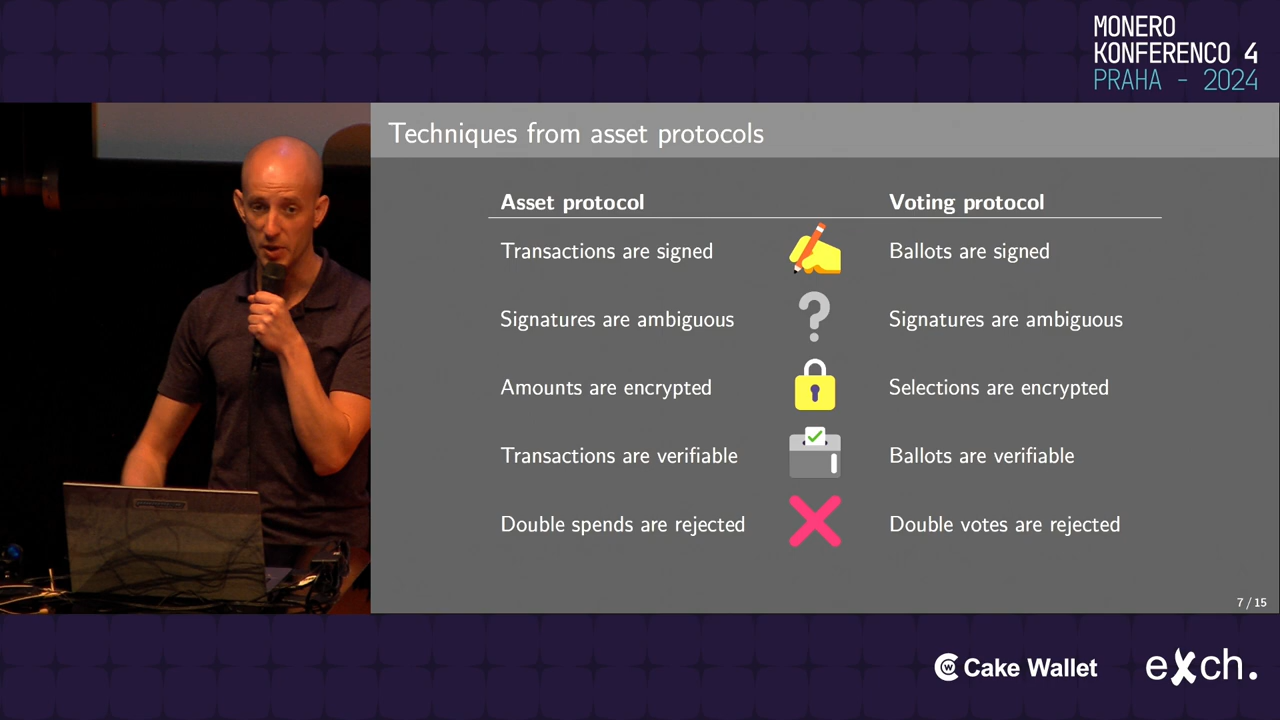 MONERO
KONFERENCO 4
PRAHA - 2024
Techniques from asset protocols
Asset protocol Voting protocol
Transactions are signed Ballots are signed
Signatures are ambiguous Signatures are ambiguous
Amounts are encrypted Selections are encrypted
Transactions are verifiable Ballots are verifiable
Double spends are rejected Double votes are rejected
7 / 15
Cake Wallet
eXch.